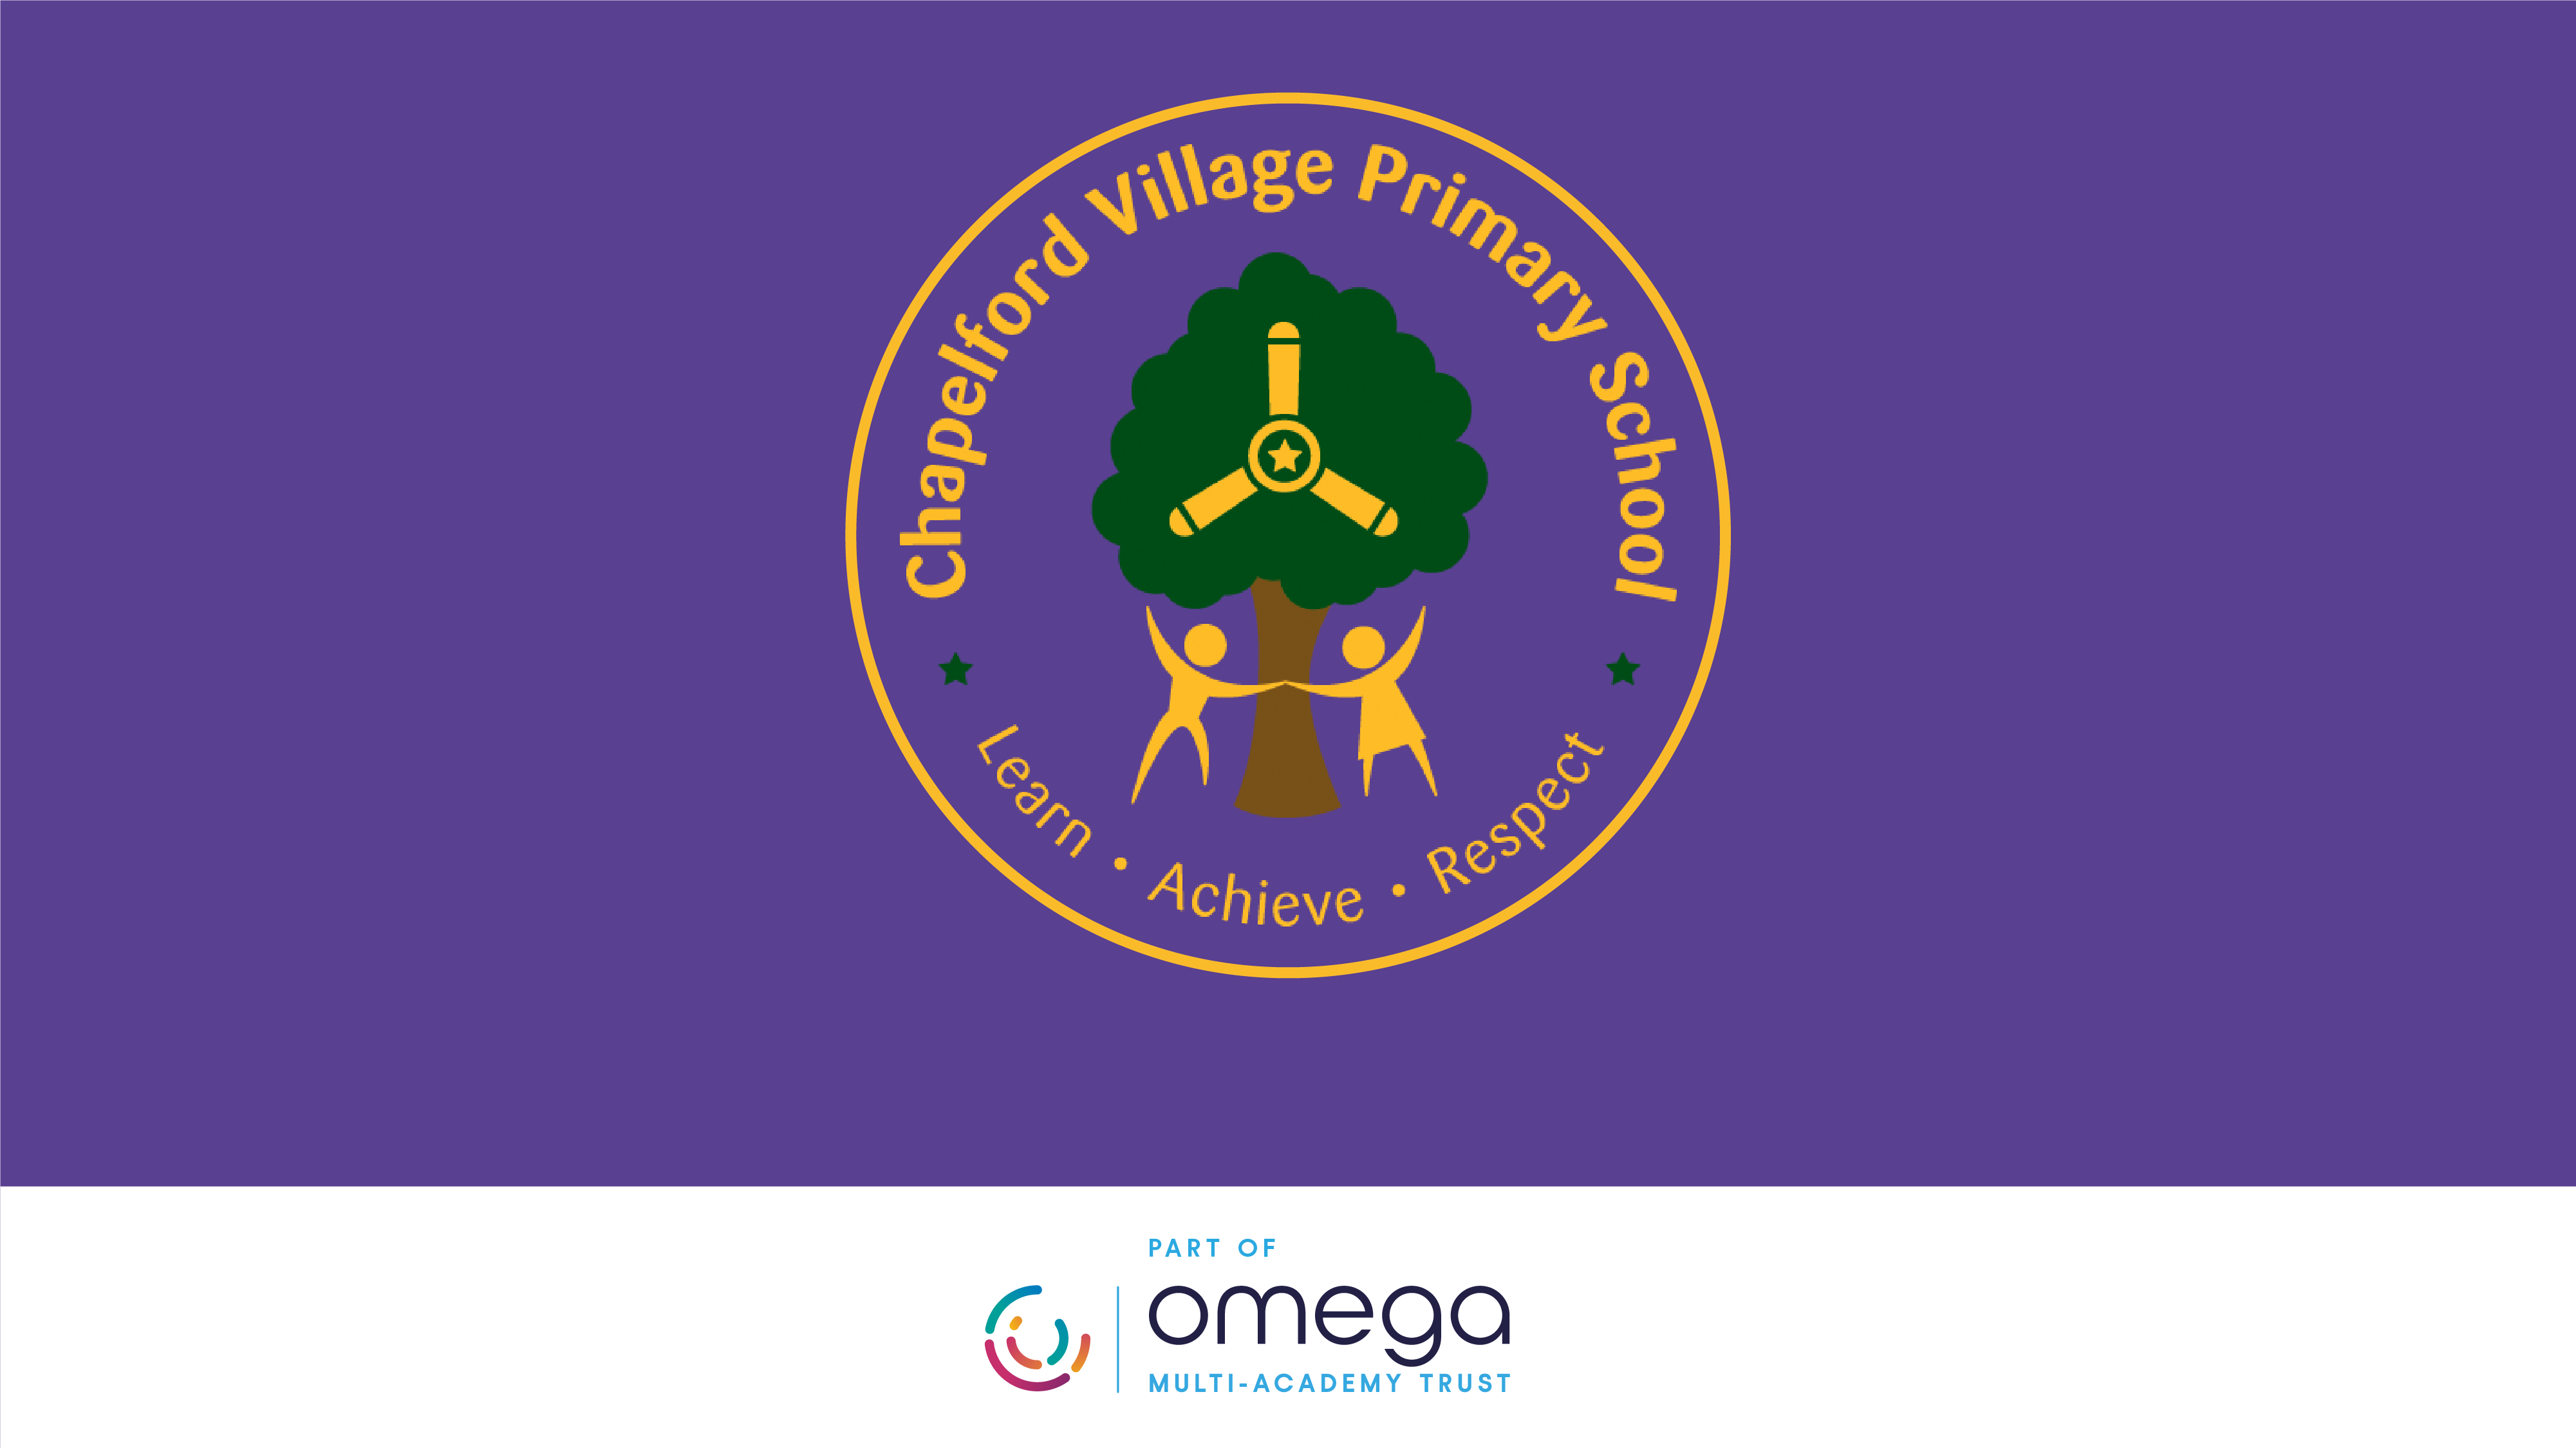 Chapelford Village Primary School
Learn • Achieve • Respect
PART OF
omega
MULTI-ACADEMY TRUST